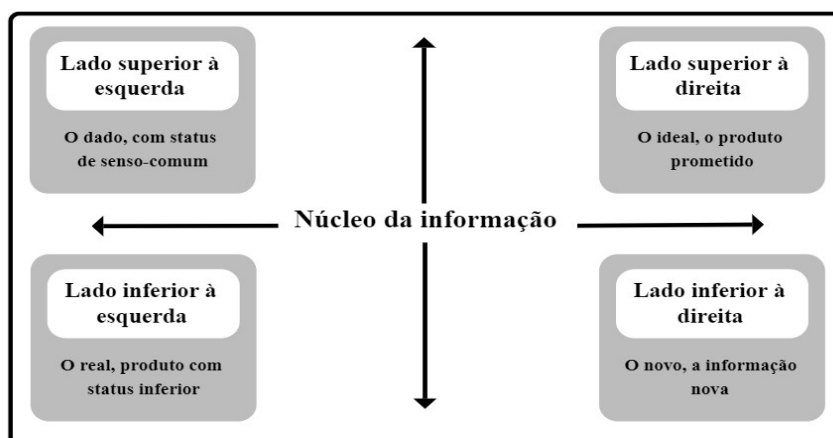 Lado superior à
esquerda
O dado, com status
de senso-comum
Lado superior à
direita
O ideal, o produto
prometido
Núcleo da informação
Lado inferior à
esquerda
O real, produto com
status inferior
Lado inferior à
direita
O novo, a informação
nova